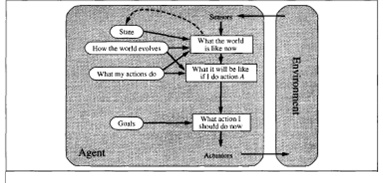 Sensors
State
How the world evolves
What the world
is like now
What my actions do
What it will be like
if I do action A
Goals
What action I
should do now
Agent
Actuators
Environment